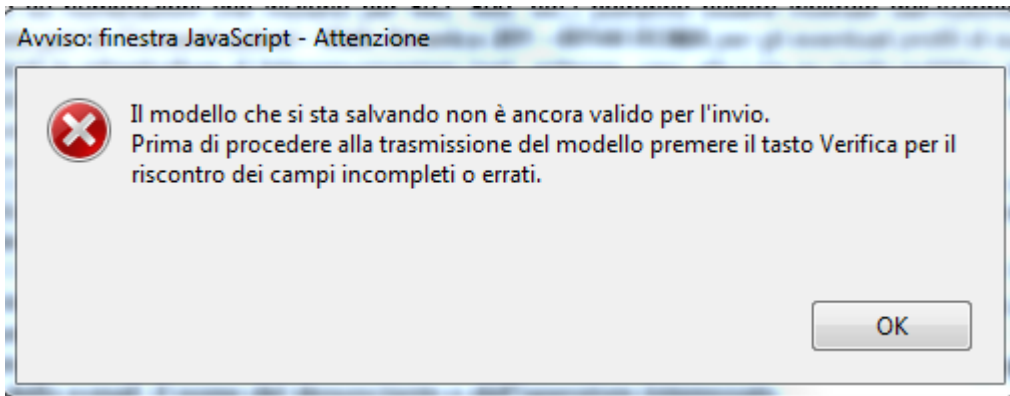 Avviso: finestra JavaScript - Attenzione
Il modello che si sta salvando non è ancora valido per l'invio.
Prima di procedere alla trasmissione del modello premere il tasto Verifica per il
riscontro dei campi incompleti o errati.
OK